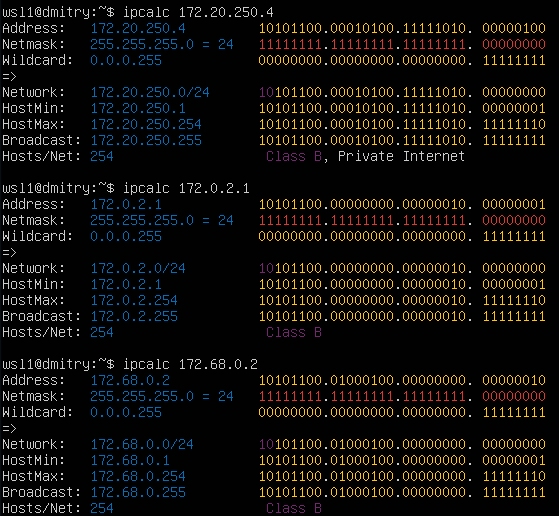 wsl1@dmitry:~$ ipcalc 172.20.250.4
Address:   172.20.250.4         10101100.00010100.11111010. 00000100
Netmask:   255.255.255.0 = 24   11111111.11111111.11111111. 00000000
Wildcard:  0.0.0.255            00000000.00000000.00000000. 11111111
=>
Network:   172.20.250.0/24      10101100.00010100.11111010. 00000000
HostMin:   172.20.250.1         10101100.00010100.11111010. 00000001
HostMax:   172.20.250.254       10101100.00010100.11111010. 11111110
Broadcast: 172.20.250.255       10101100.00010100.11111010. 11111111
Hosts/Net: 254                   Class B, Private Internet
wsl1@dmitry:~$ ipcalc 172.0.2.1
Address:   172.0.2.1            10101100.00000000.00000010. 00000001
Netmask:   255.255.255.0 = 24   11111111.11111111.11111111. 00000000
Wildcard:  0.0.0.255            00000000.00000000.00000000. 11111111
=>
Network:   172.0.2.0/24         10101100.00000000.00000010. 00000000
HostMin:   172.0.2.1            10101100.00000000.00000010. 00000001
HostMax:   172.0.2.254          10101100.00000000.00000010. 11111110
Broadcast: 172.0.2.255          10101100.00000000.00000010. 11111111
Hosts/Net: 254                   Class B
wsl1@dmitry:~$ ipcalc 172.68.0.2
Address:   172.68.0.2           10101100.01000100.00000000. 00000010
Netmask:   255.255.255.0 = 24   11111111.11111111.11111111. 00000000
Wildcard:  0.0.0.255            00000000.00000000.00000000. 11111111
=>
Network:   172.68.0.0/24        10101100.01000100.00000000. 00000000
HostMin:   172.68.0.1           10101100.01000100.00000000. 00000001
HostMax:   172.68.0.254         10101100.01000100.00000000. 11111110
Broadcast: 172.68.0.255         10101100.01000100.00000000. 11111111
Hosts/Net: 254                   Class B